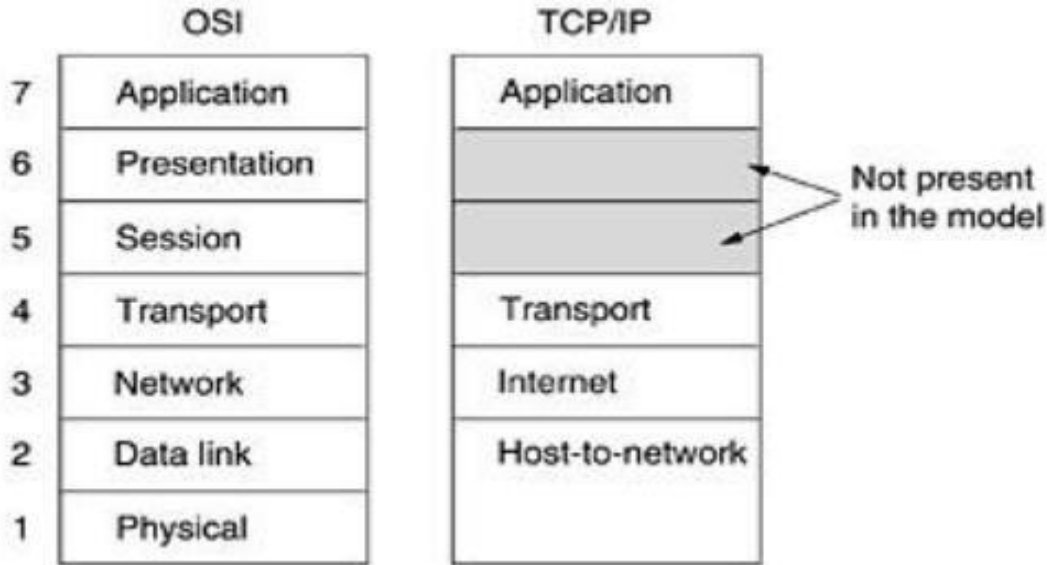 OSI TCP/IP
7 Application Application
6 Presentation
5 Session
Not present
in the model
4 Transport Transport
3 Network Internet
2 Data link Host-to-network
1 Physical